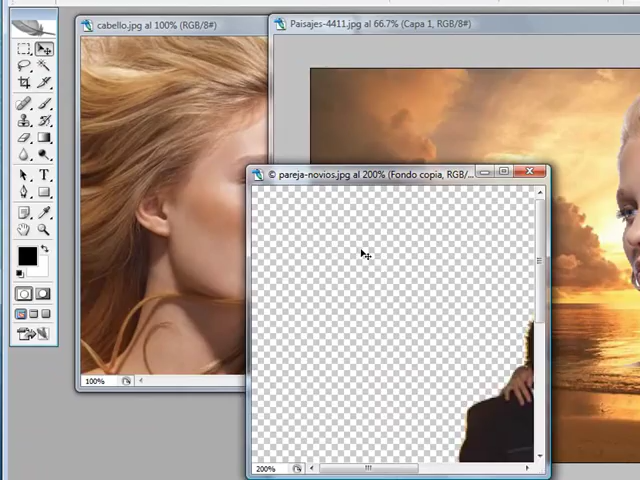 cabello.jpg al 100% (RGB/8#)
Paisajes-4411.jpg al 66.7% (Capa 1, RGB/8#)
© pareja-novios.jpg al 200% (Fondo copia, RGB/...
T
100%
200%